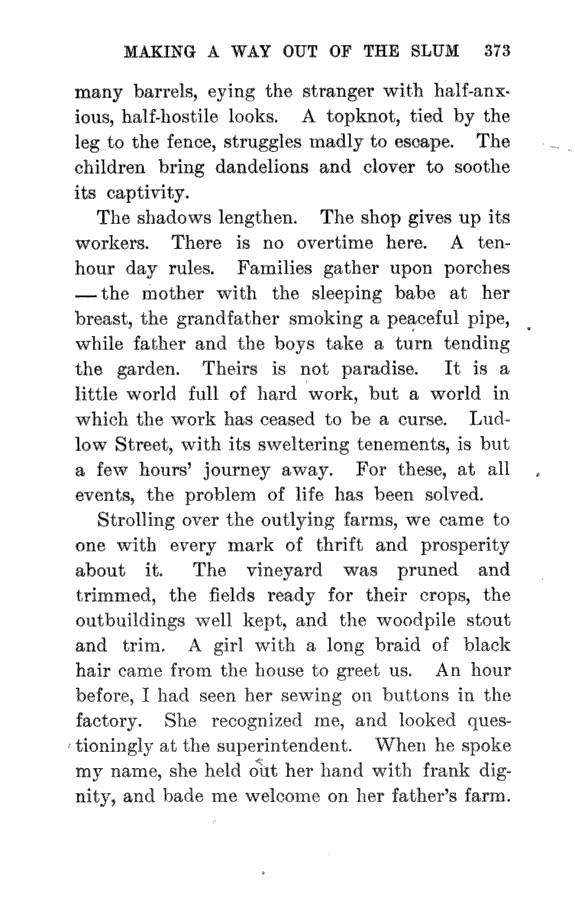 MAKING A WAY OUT OF THE SLUM 373
many barrels, eying the stranger with half-anx-
ious, half-hostile looks. A topknot, tied by the
leg to the fence, struggles madly to escape. The
children bring dandelions and clover to soothe
its captivity.
The shadows lengthen. The shop gives up its
workers. There is no overtime here. A ten-
hour day rules. Families gather upon porches
— the mother with the sleeping babe at her
breast, the grandfather smoking a peaceful pipe,
while father and the boys take a turn tending
the garden. Theirs is not paradise. It is a
little world full of hard work, but a world in
which the work has ceased to be a curse. Lud-
low Street, with its sweltering tenements, is but
a few hours' journey away. For these, at all
events, the problem of life has been solved.
Strolling over the outlying farms, we came to
one with every mark of thrift and prosperity
about it. The vineyard was pruned and
trimmed, the fields ready for their crops, the
outbuildings well kept, and the woodpile stout
and trim. A girl with a long braid of black
hair came from the house to greet us. An hour
before, I had seen her sewing on buttons in the
factory. She recognized me, and looked ques-
tioningly at the superintendent. When he spoke
my name, she held out her hand with frank dig-
nity, and bade me welcome on her father's farm.